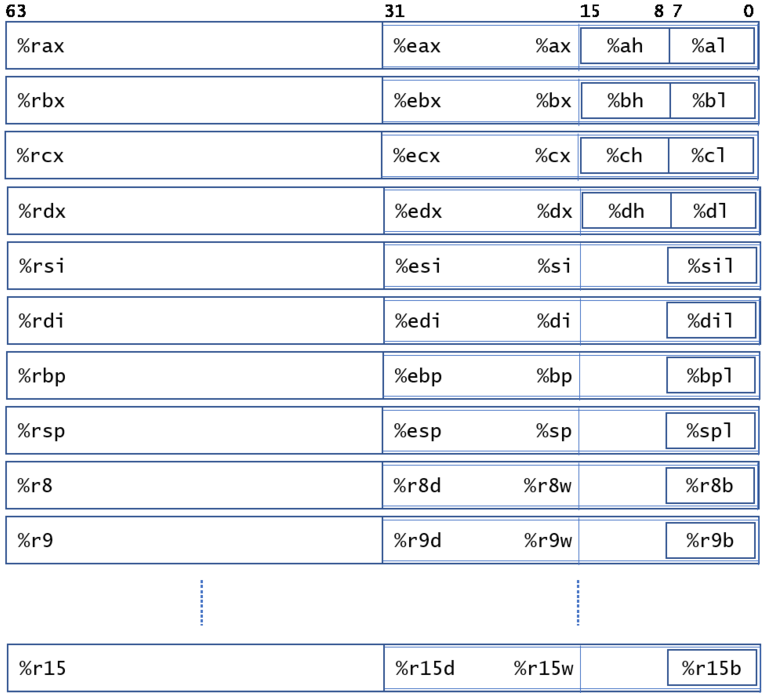 63 31 15 8 7 0
%rax %eax %ax %ah %al
%rbx %ebx %bx %bh %bl
%rcx %ecx %cx %ch %cl
%rdx %edx %dx %dh %dl
%rsi %esi %si %sil
%rdi %edi %di %dil
%rbp %ebp %bp %bpl
%rsp %esp %sp %spl
%r8 %r8d %r8w %r8b
%r9 %r9d %r9w %r9b
%r15 %r15d %r15w %r15b